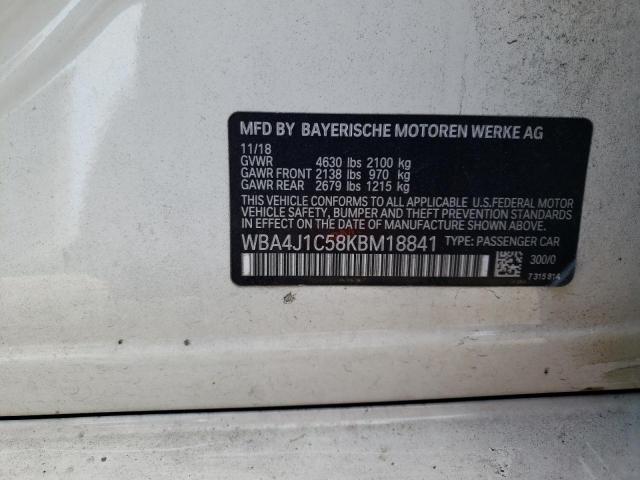 MFD BY BAYERISCHE MOTOREN WERKE AG
11/18
GVWR 4630 lbs 2100 kg
GAWR FRONT 2138 lbs 970 kg
GAWR REAR 2679 lbs 1215 kg
THIS VEHICLE CONFORMS TO ALL APPLICABLE U.S.FEDERAL MOTOR
VEHICLE SAFETY, BUMPER AND THEFT PREVENTION STANDARDS
IN EFFECT ON THE DATE OF MANUFACTURE SHOWN ABOVE.
WBA4J1C58KBM18841 TYPE: PASSENGER CAR
300/0
7315814